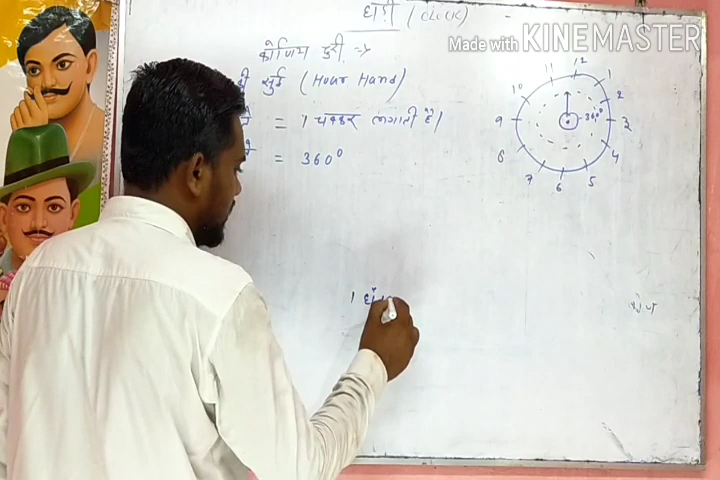 घड़ी (CLOCK)
Made with KINEMASTER
कोणिय दुरी ⇒
सुई (Hour Hand)
= 1 चक्कर लगाती है।
= 360°
12
11 1
10 2
9 360° 3
8 4
7 5
6
1 घं